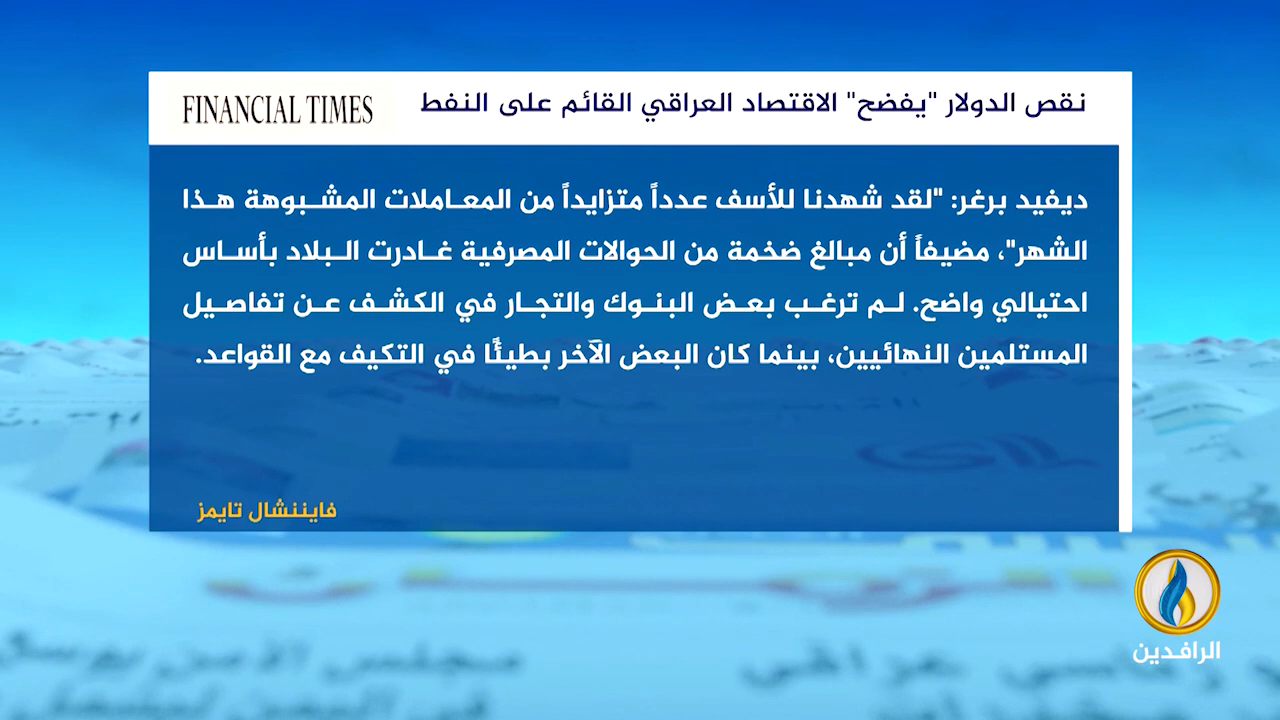 نقص الدولار "يفضح" الاقتصاد العراقي القائم على النفط
FINANCIAL TIMES
ديفيد برغر: "لقد شهدنا للأسف عدداً متزايداً من المعاملات المشبوهة هذا
الشهر"، مضيفاً أن مبالغ ضخمة من الحوالات المصرفية غادرت البلاد بأساس
احتيالي واضح. لم ترغب بعض البنوك والتجار في الكشف عن تفاصيل
المستلمين النهائيين، بينما كان البعض الآخر بطيئًا في التكيف مع القواعد.
فايننشال تايمز
الرافدين
مجلس الأمن